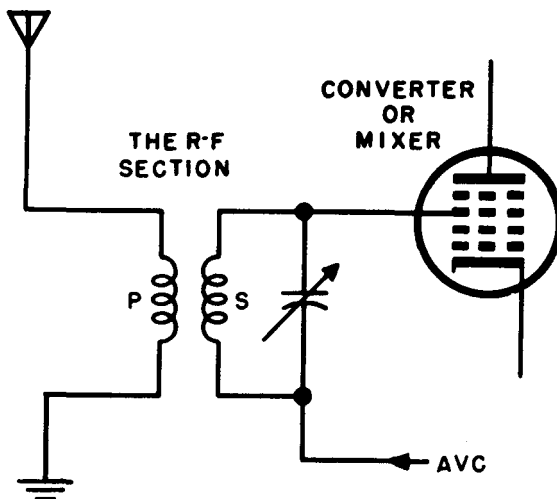 CONVERTER
OR
MIXER
THE R-F
SECTION
P
S
AVC